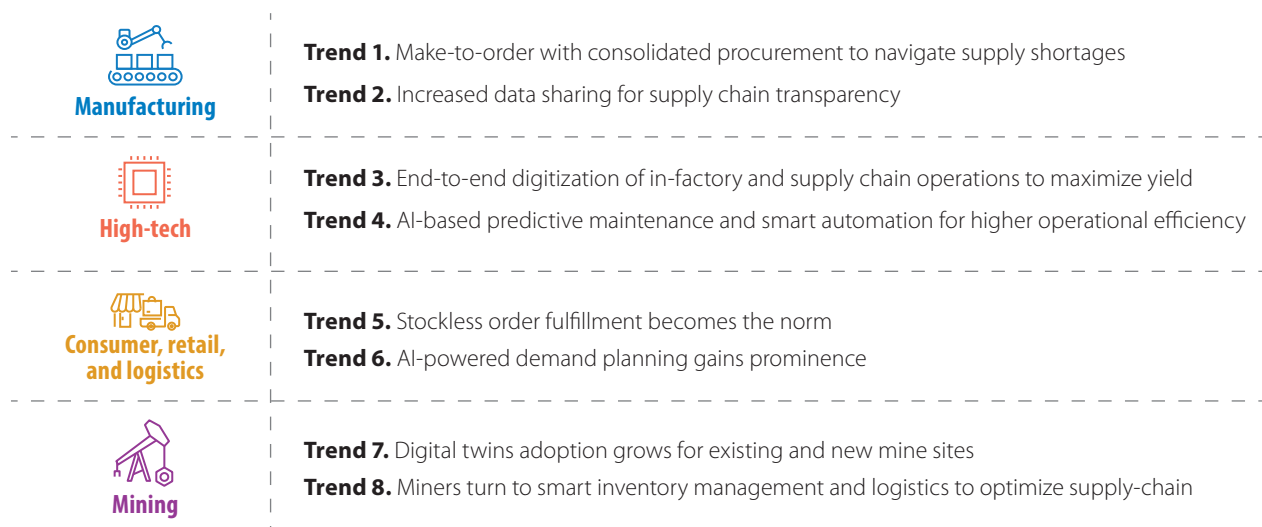 Manufacturing
Trend 1. Make-to-order with consolidated procurement to navigate supply shortages
Trend 2. Increased data sharing for supply chain transparency
High-tech
Trend 3. End-to-end digitization of in-factory and supply chain operations to maximize yield
Trend 4. AI-based predictive maintenance and smart automation for higher operational efficiency
Consumer, retail,
and logistics
Trend 5. Stockless order fulfillment becomes the norm
Trend 6. AI-powered demand planning gains prominence
Mining
Trend 7. Digital twins adoption grows for existing and new mine sites
Trend 8. Miners turn to smart inventory management and logistics to optimize supply-chain